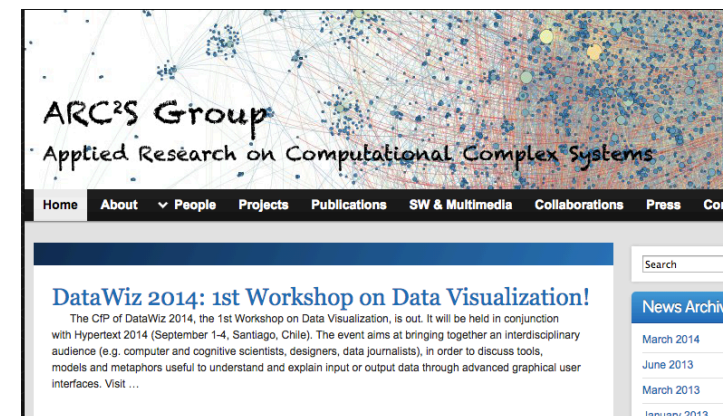 ARC²S Group
Applied Research on Computational Complex Systems
Home About People Projects Publications SW & Multimedia Collaborations Press
Search
DataWiz 2014: 1st Workshop on Data Visualization!
The CfP of DataWiz 2014, the 1st Workshop on Data Visualization, is out. It will be held in conjunction
with Hypertext 2014 (September 1-4, Santiago, Chile). The event aims at bringing together an interdisciplinary
audience (e.g. computer and cognitive scientists, designers, data journalists), in order to discuss tools,
models and metaphors useful to understand and explain input or output data through advanced graphical user
interfaces. Visit …
News
March 2014
June 2013
March 2013
January 2013